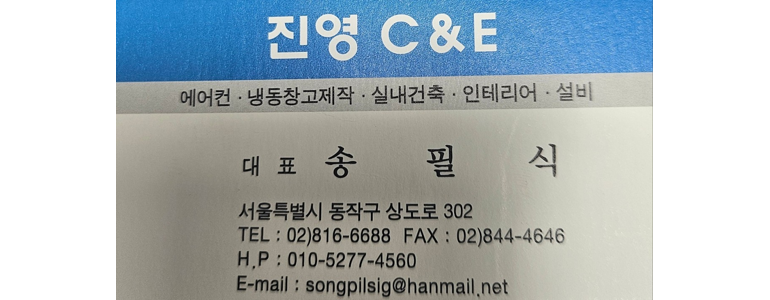 진영 C&E
에어컨 · 냉동창고제작 · 실내건축 · 인테리어 · 설비
대 표 송 필 식
서울특별시 동작구 상도로 302
TEL : 02)816-6688 FAX : 02)844-4646
H.P : 010-5277-4560
E-mail : songpilsig@hanmail.net